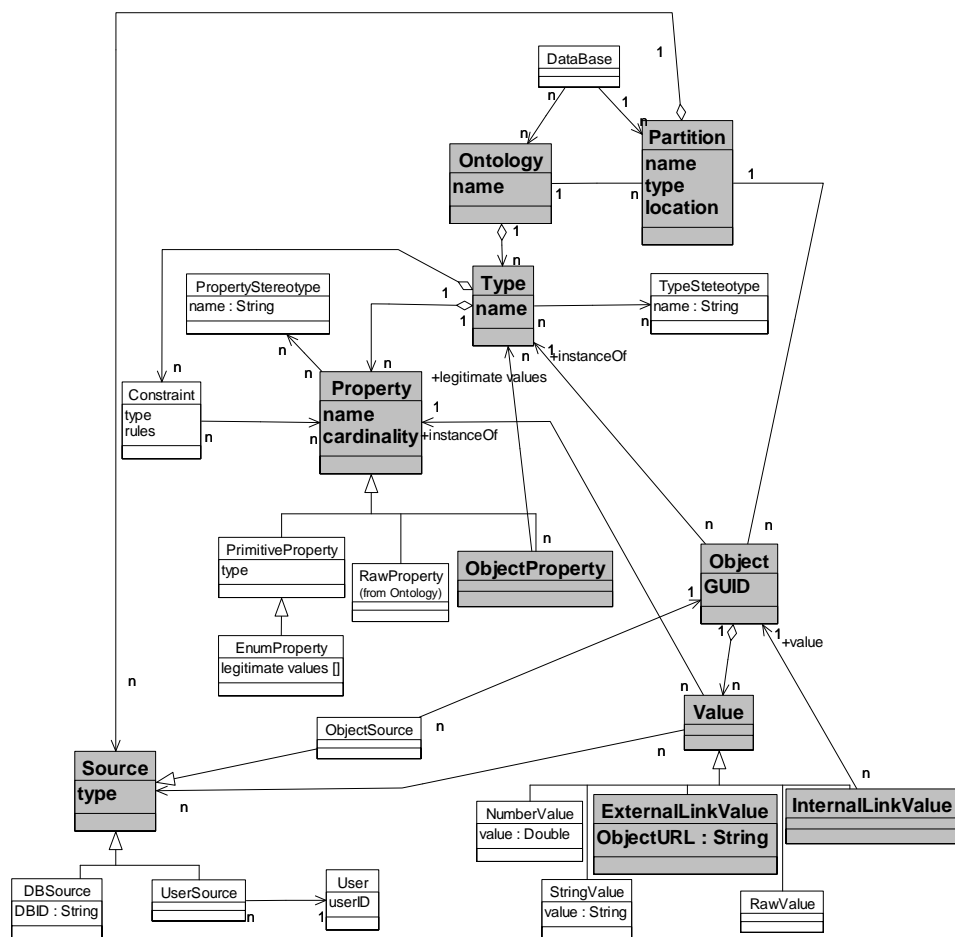 1
DataBase
n
1
n
n
Partition
name
type
location
Ontology
name
1
n
1
1
n
Type
name
1
1
n
n
PropertyStereotype
name : String
TypeSteteotype
name : String
1
+instanceOf
n
n
n
n
n
+legitimate values
Constraint
type
rules
n
n
Property
name
cardinality
1
+instanceOf
n
n
n
PrimitiveProperty
type
RawProperty
(from Ontology)
ObjectProperty
Object
GUID
1
EnumProperty
legitimate values []
1
1
+value
n
n
n
Value
ObjectSource
n
n
Source
type
n
n
NumberValue
value : Double
ExternalLinkValue
ObjectURL : String
InternalLinkValue
DBSource
DBID : String
UserSource
n
1
User
userID
StringValue
value : String
RawValue